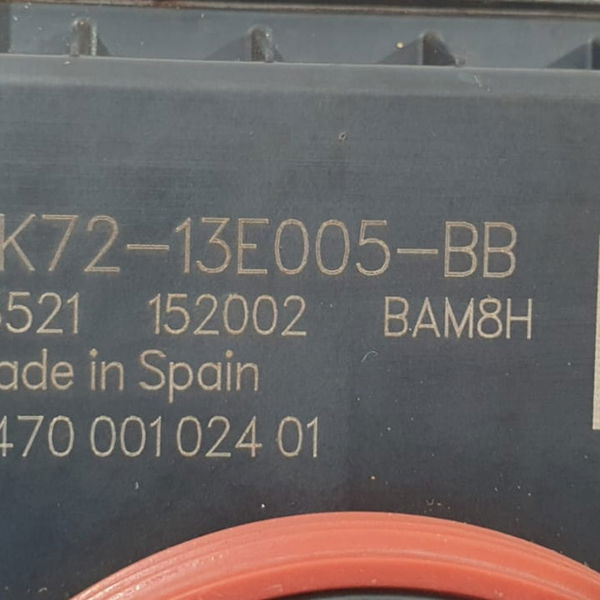 K72-13E005-BB
521 152002 BAM8H
ade in Spain
470 001 024 01